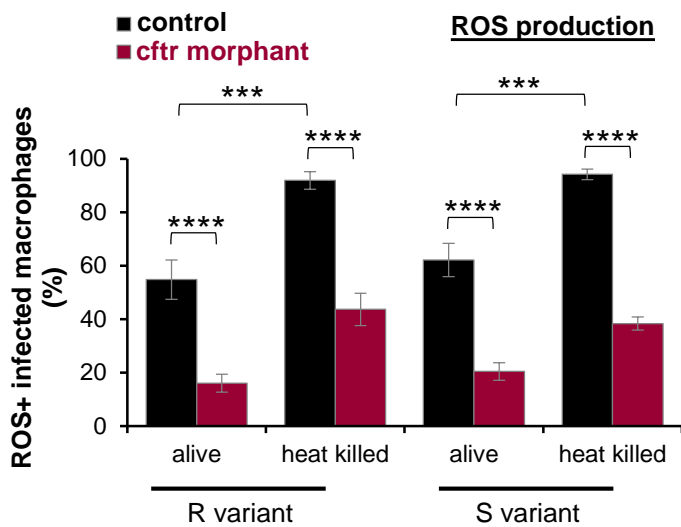 control
cftr morphant
ROS production
***
***
****
****
****
****
ROS+ infected macrophages
(%)
100
80
60
40
20
0
alive
heat killed
alive
heat killed
R variant
S variant